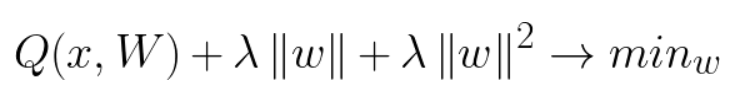 Q(x, W) + λ ‖w‖ + λ ‖w‖² → min_w